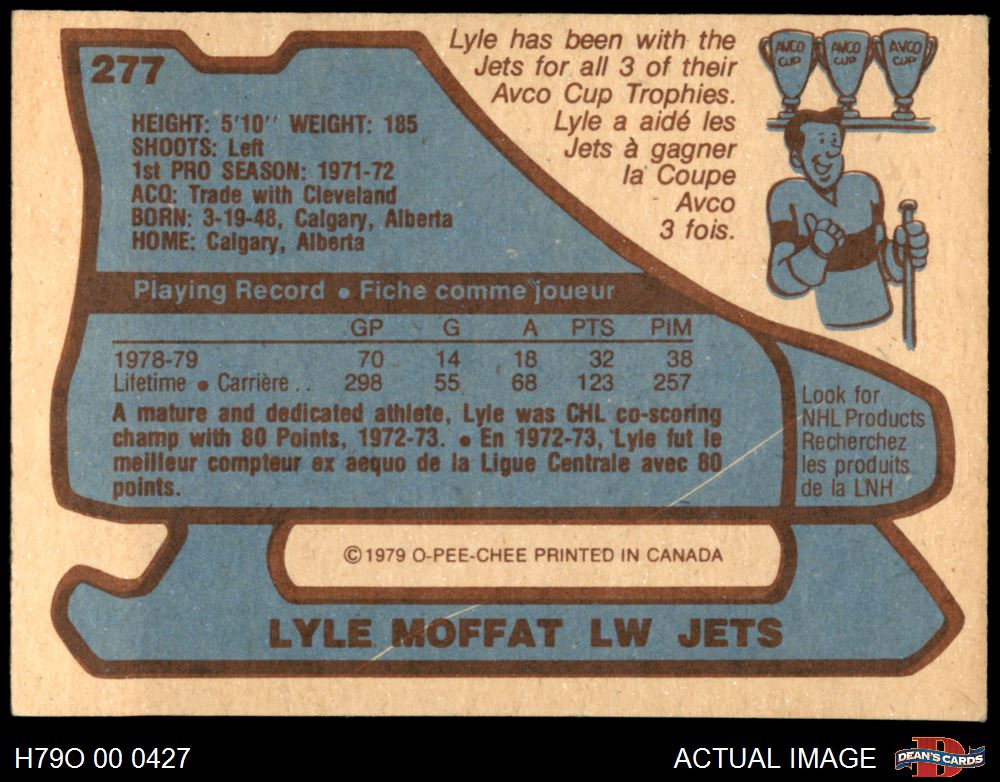 277
HEIGHT: 5'10'' WEIGHT: 185
SHOOTS: Left
1st PRO SEASON: 1971-72
ACQ: Trade with Cleveland
BORN: 3-19-48, Calgary, Alberta
HOME: Calgary, Alberta
Lyle has been with the
Jets for all 3 of their
Avco Cup Trophies.
Lyle a aidé les
Jets à gagner
la Coupe
Avco
3 fois.
AVCO CUP
AVCO CUP
AVCO CUP
Playing Record • Fiche comme joueur
GP G A PTS PIM
1978-79 70 14 18 32 38
Lifetime • Carrière . . 298 55 68 123 257
A mature and dedicated athlete, Lyle was CHL co-scoring
champ with 80 Points, 1972-73. • En 1972-73, Lyle fut le
meilleur compteur ex aequo de la Ligue Centrale avec 80
points.
Look for
NHL Products
Recherchez
les produits
de la LNH
© 1979 O-PEE-CHEE PRINTED IN CANADA
LYLE MOFFAT LW JETS
H79O 00 0427
ACTUAL IMAGE
D
DEAN'S CARDS